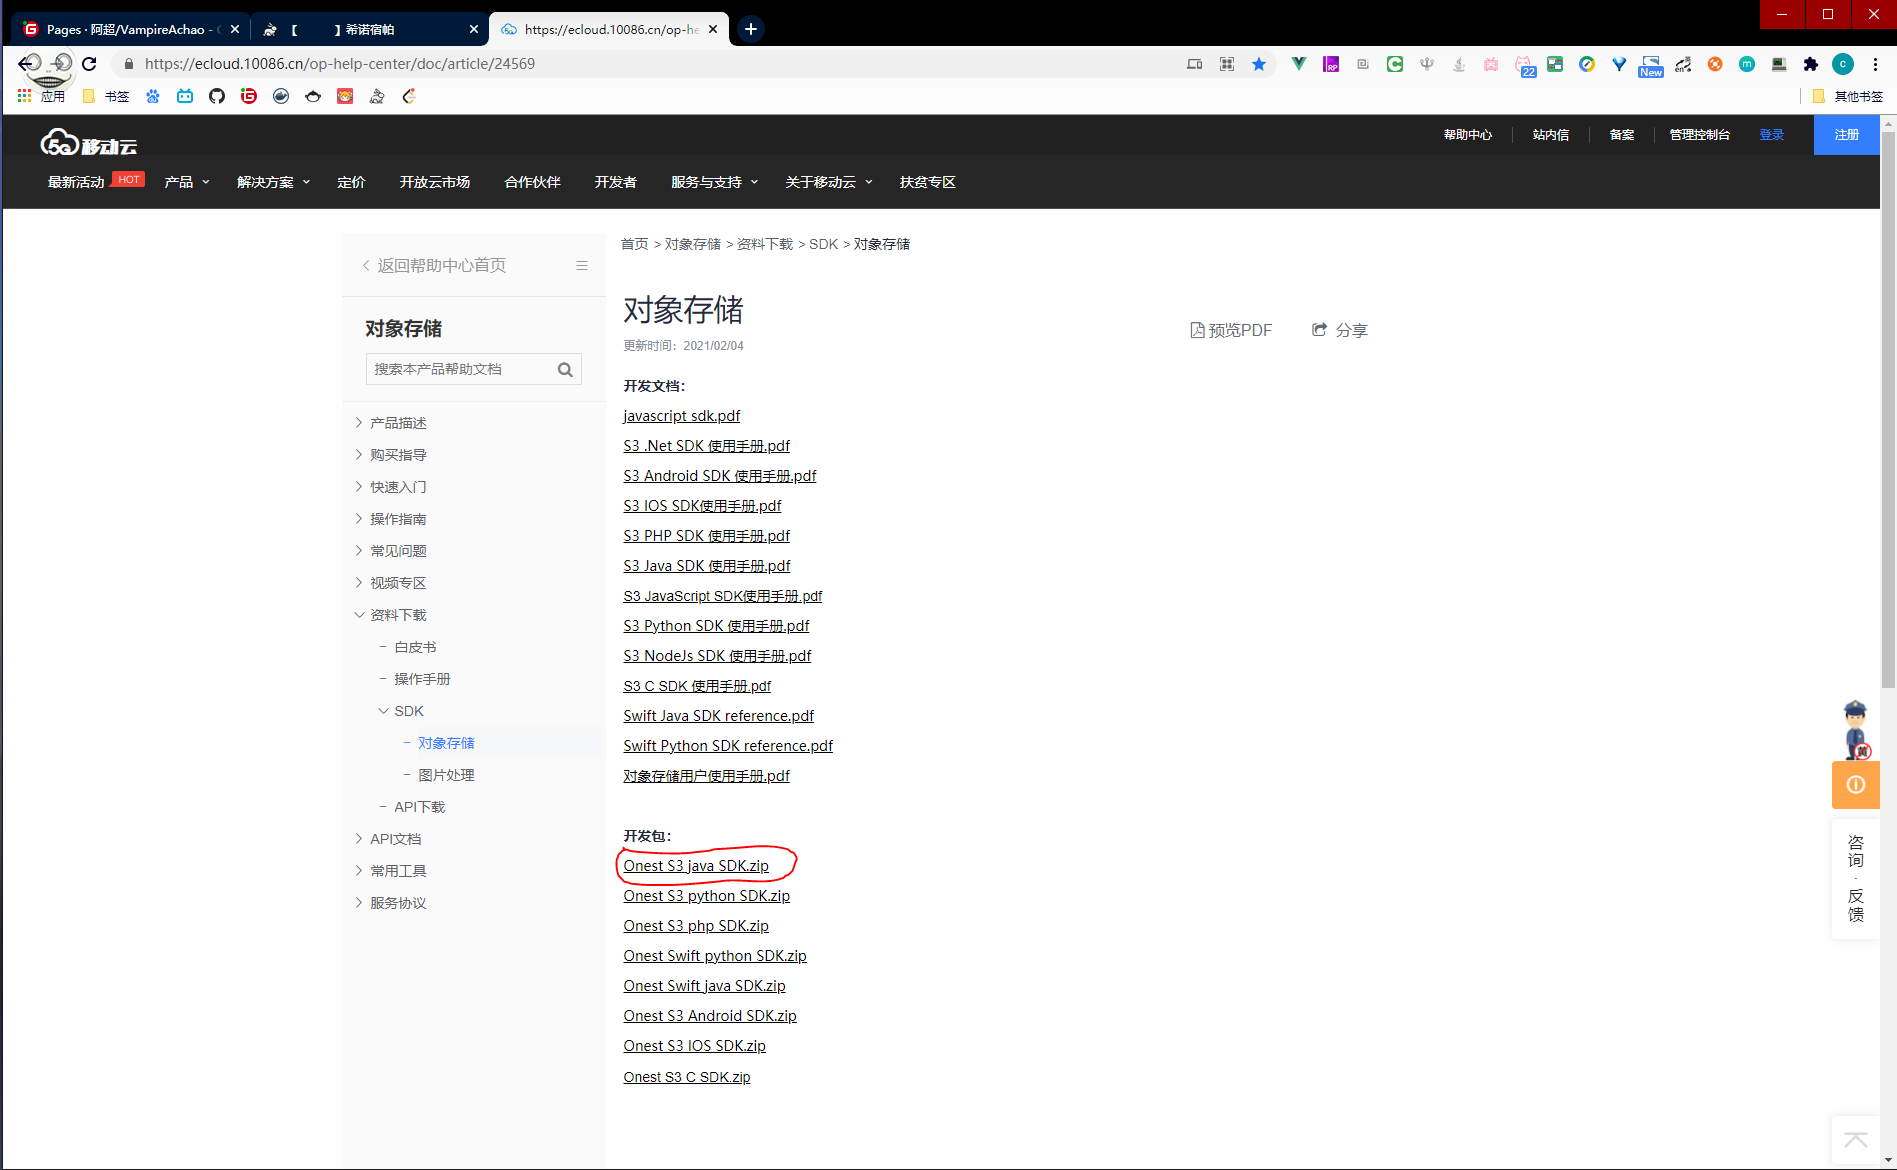 Pages · 阿超/VampireAchao -
【 】希诺宿帕
https://ecloud.10086.cn/op-he
https://ecloud.10086.cn/op-help-center/doc/article/24569
22
New
应用
书签
其他书签
5G移动云
帮助中心
站内信
备案
管理控制台
登录
注册
最新活动 HOT
产品
解决方案
定价
开放云市场
合作伙伴
开发者
服务与支持
关于移动云
扶贫专区
返回帮助中心首页
对象存储
搜索本产品帮助文档
产品描述
购买指导
快速入门
操作指南
常见问题
视频专区
资料下载
白皮书
操作手册
SDK
对象存储
图片处理
API下载
API文档
常用工具
服务协议
首页 > 对象存储 > 资料下载 > SDK > 对象存储
对象存储
更新时间：2021/02/04
预览PDF
分享
开发文档：
javascript sdk.pdf
S3 .Net SDK 使用手册.pdf
S3 Android SDK 使用手册.pdf
S3 IOS SDK使用手册.pdf
S3 PHP SDK 使用手册.pdf
S3 Java SDK 使用手册.pdf
S3 JavaScript SDK使用手册.pdf
S3 Python SDK 使用手册.pdf
S3 NodeJs SDK 使用手册.pdf
S3 C SDK 使用手册.pdf
Swift Java SDK reference.pdf
Swift Python SDK reference.pdf
对象存储用户使用手册.pdf
开发包：
Onest S3 java SDK.zip
Onest S3 python SDK.zip
Onest S3 php SDK.zip
Onest Swift python SDK.zip
Onest Swift java SDK.zip
Onest S3 Android SDK.zip
Onest S3 IOS SDK.zip
Onest S3 C SDK.zip
咨询·反馈